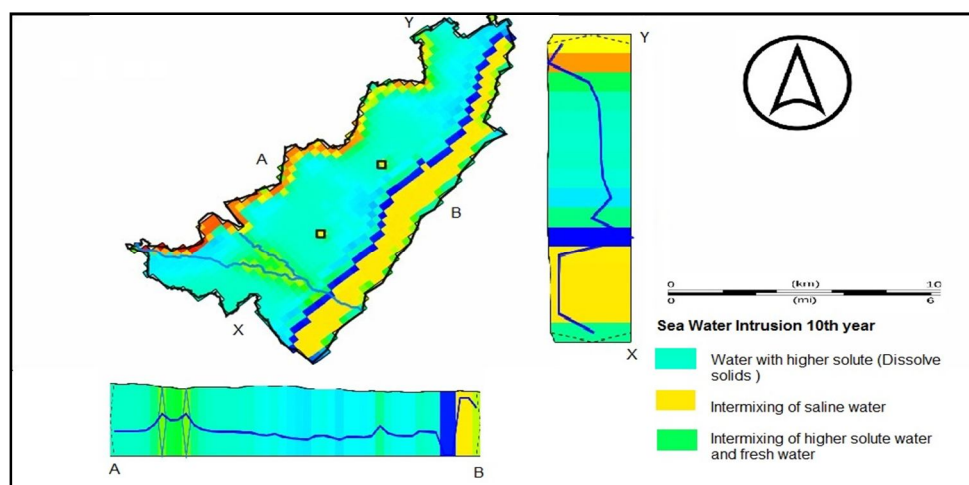 Y
A
B
X
Y
X
A
B
0 (km) 10
0 (mi) 6
Sea Water Intrusion 10th year
Water with higher solute (Dissolve
solids )
Intermixing of saline water
Intermixing of higher solute water
and fresh water